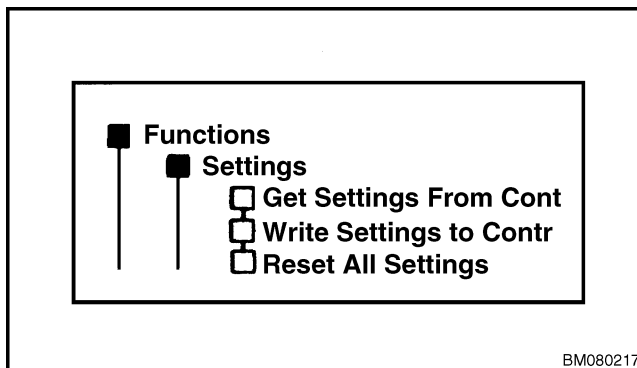 Functions
Settings
Get Settings From Cont
Write Settings to Contr
Reset All Settings
BM080217